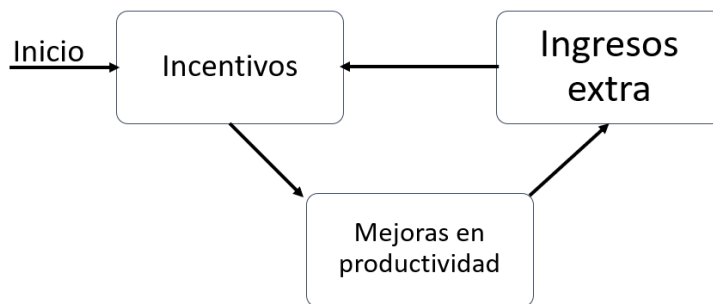 Inicio
Incentivos
Ingresos
extra
Mejoras en
productividad